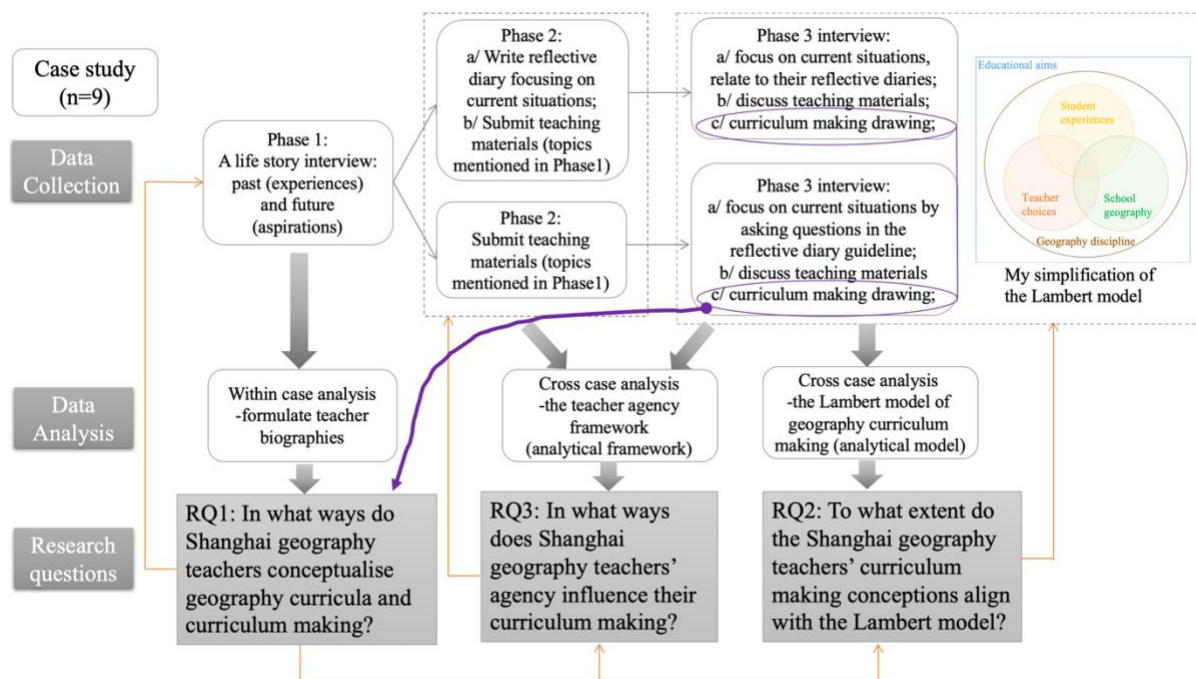 Case study
(n=9)
Data
Collection
Phase 1:
A life story interview:
past (experiences)
and future
(aspirations)
Phase 2:
a/ Write reflective
diary focusing on
current situations;
b/ Submit teaching
materials (topics
mentioned in Phase1)
Phase 2:
Submit teaching
materials (topics
mentioned in Phase1)
Phase 3 interview:
a/ focus on current situations,
relate to their reflective diaries;
b/ discuss teaching materials;
c/ curriculum making drawing;
Phase 3 interview:
a/ focus on current situations by
asking questions in the
reflective diary guideline;
b/ discuss teaching materials
c/ curriculum making drawing;
Educational aims
Student
experiences
Teacher
choices
School
geography
Geography discipline
My simplification of
the Lambert model
Data
Analysis
Within case analysis
-formulate teacher
biographies
Cross case analysis
-the teacher agency
framework
(analytical framework)
Cross case analysis
-the Lambert model of
geography curriculum
making (analytical model)
Research
questions
RQ1: In what ways do
Shanghai geography
teachers conceptualise
geography curricula and
curriculum making?
RQ3: In what ways
does Shanghai
geography teachers’
agency influence their
curriculum making?
RQ2: To what extent do
the Shanghai geography
teachers’ curriculum
making conceptions align
with the Lambert model?